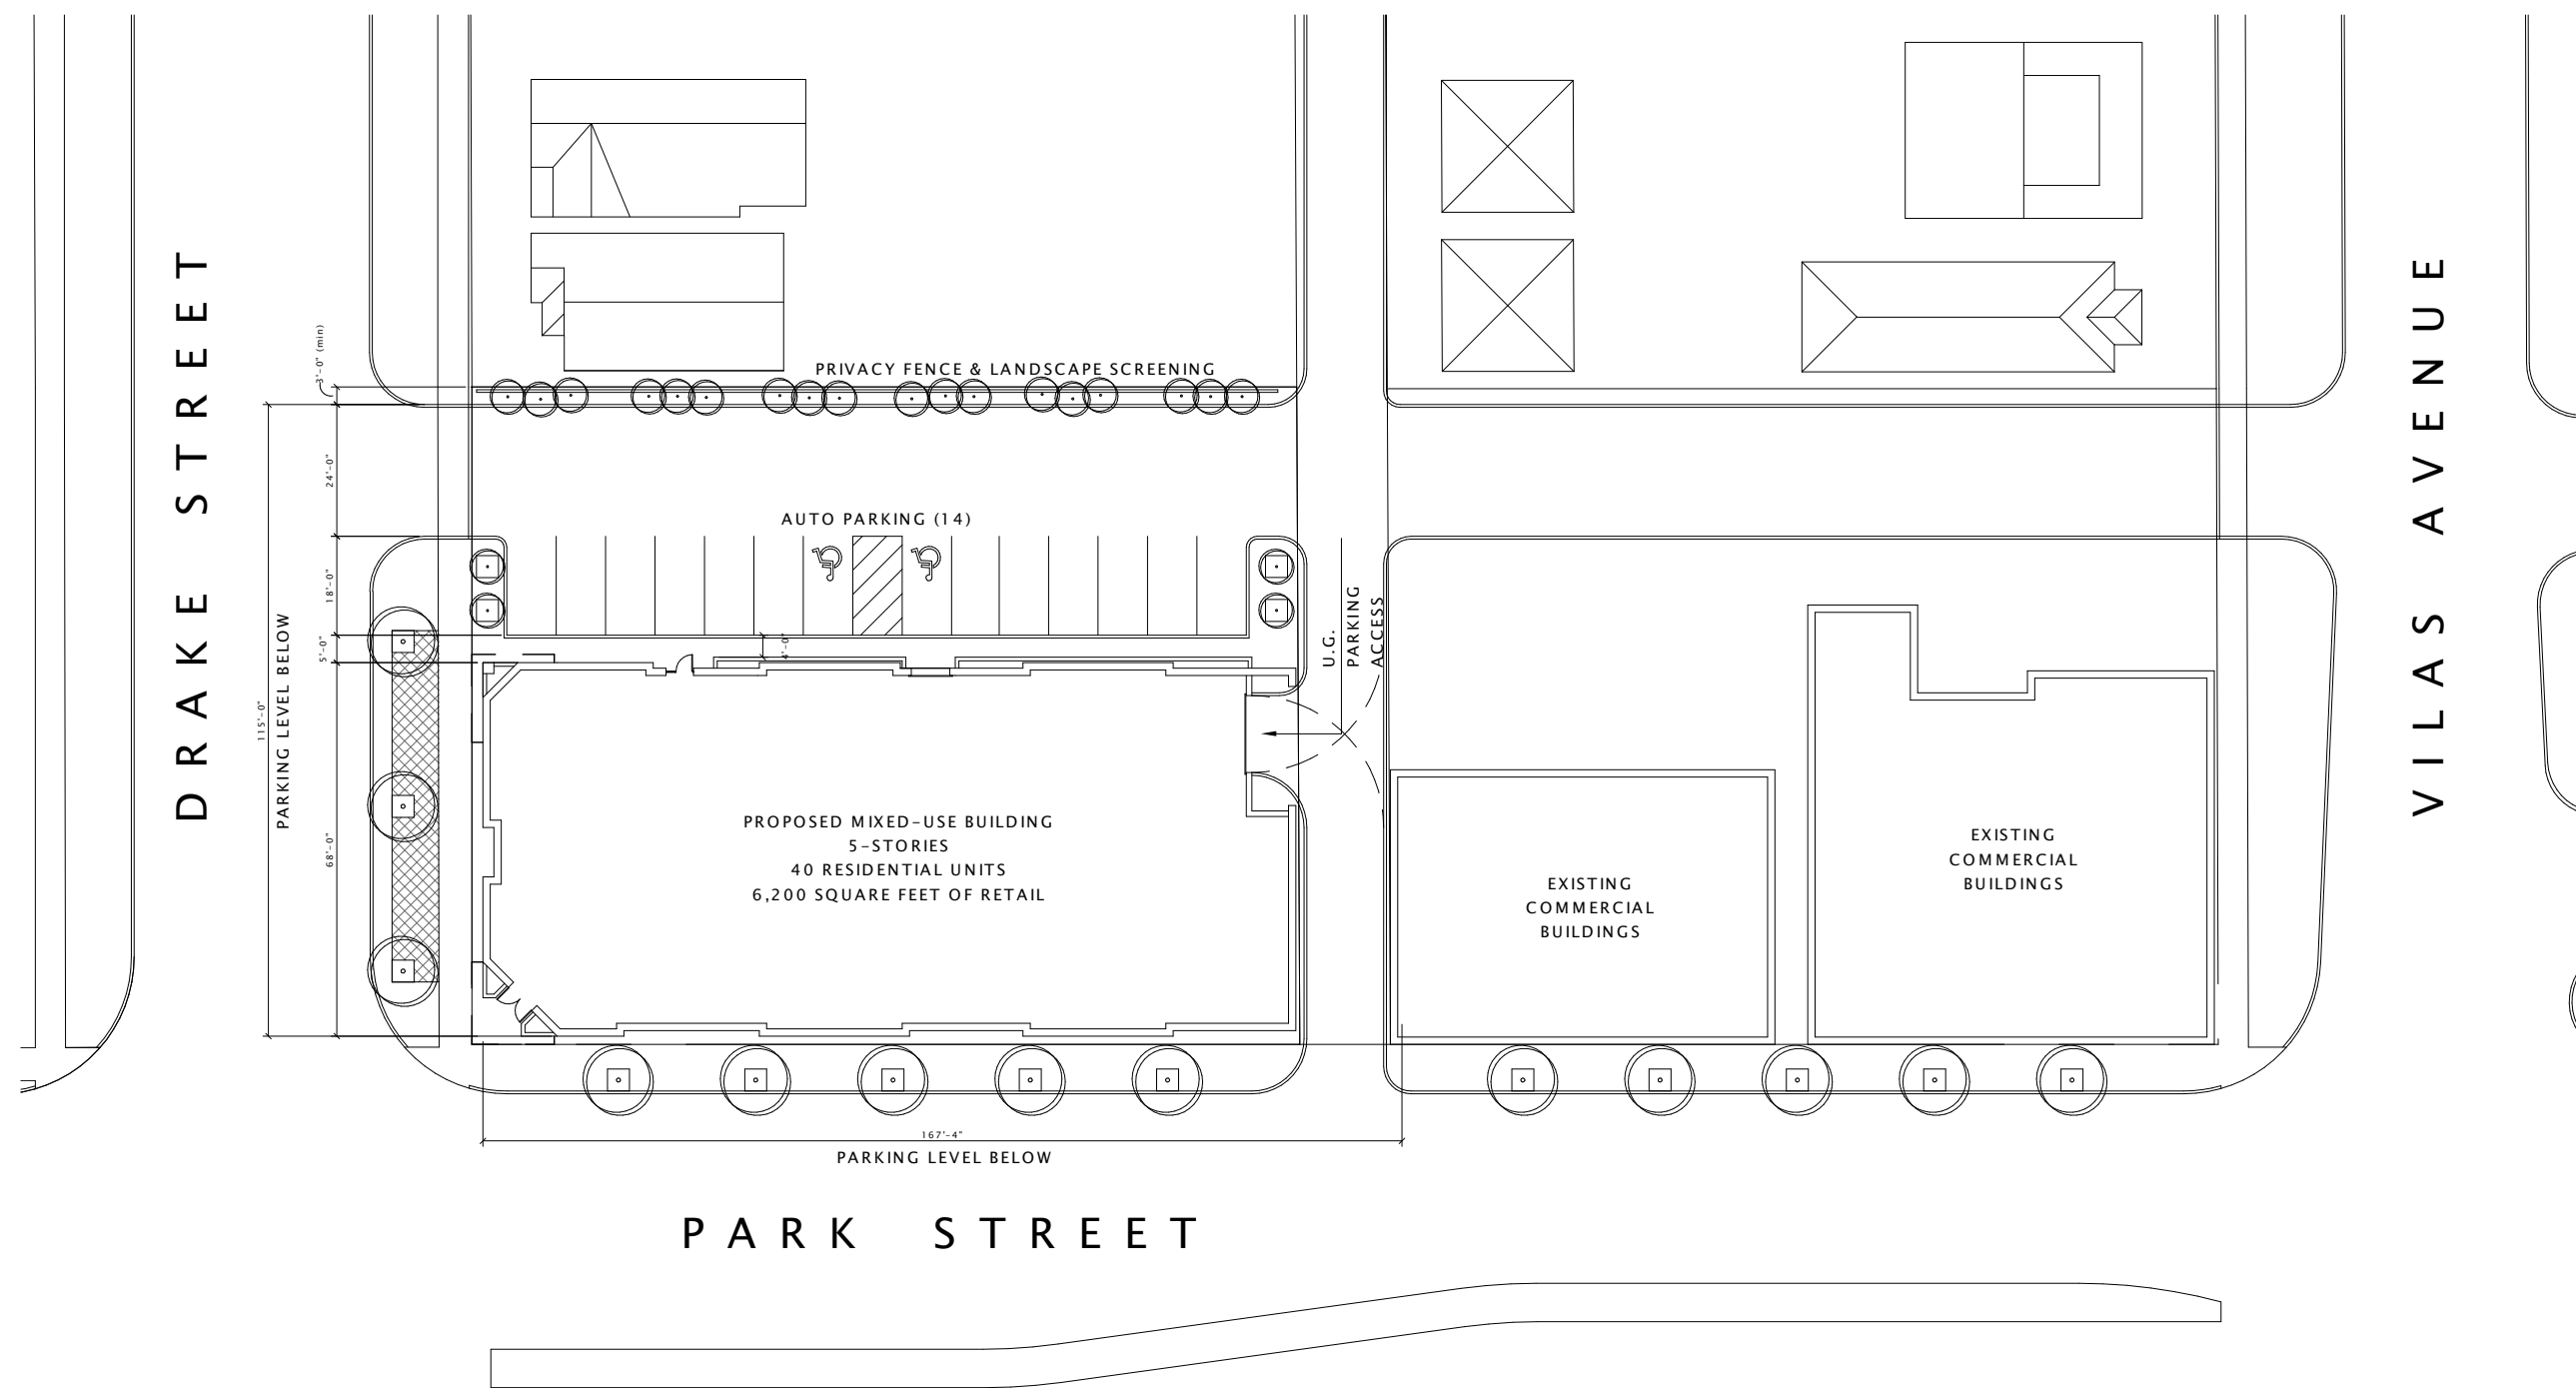 PRIVACY FENCE & LANDSCAPE SCREENING
3'-0" (min)
24'-0"
AUTO PARKING (14)
18'-0"
5'-0"
4'-0"
115'-0"
PARKING LEVEL BELOW
68'-0"
U.G.
PARKING
ACCESS
DRAKE STREET
VILAS AVENUE
PROPOSED MIXED-USE BUILDING
5-STORIES
40 RESIDENTIAL UNITS
6,200 SQUARE FEET OF RETAIL
EXISTING
COMMERCIAL
BUILDINGS
EXISTING
COMMERCIAL
BUILDINGS
167'-4"
PARKING LEVEL BELOW
PARK STREET